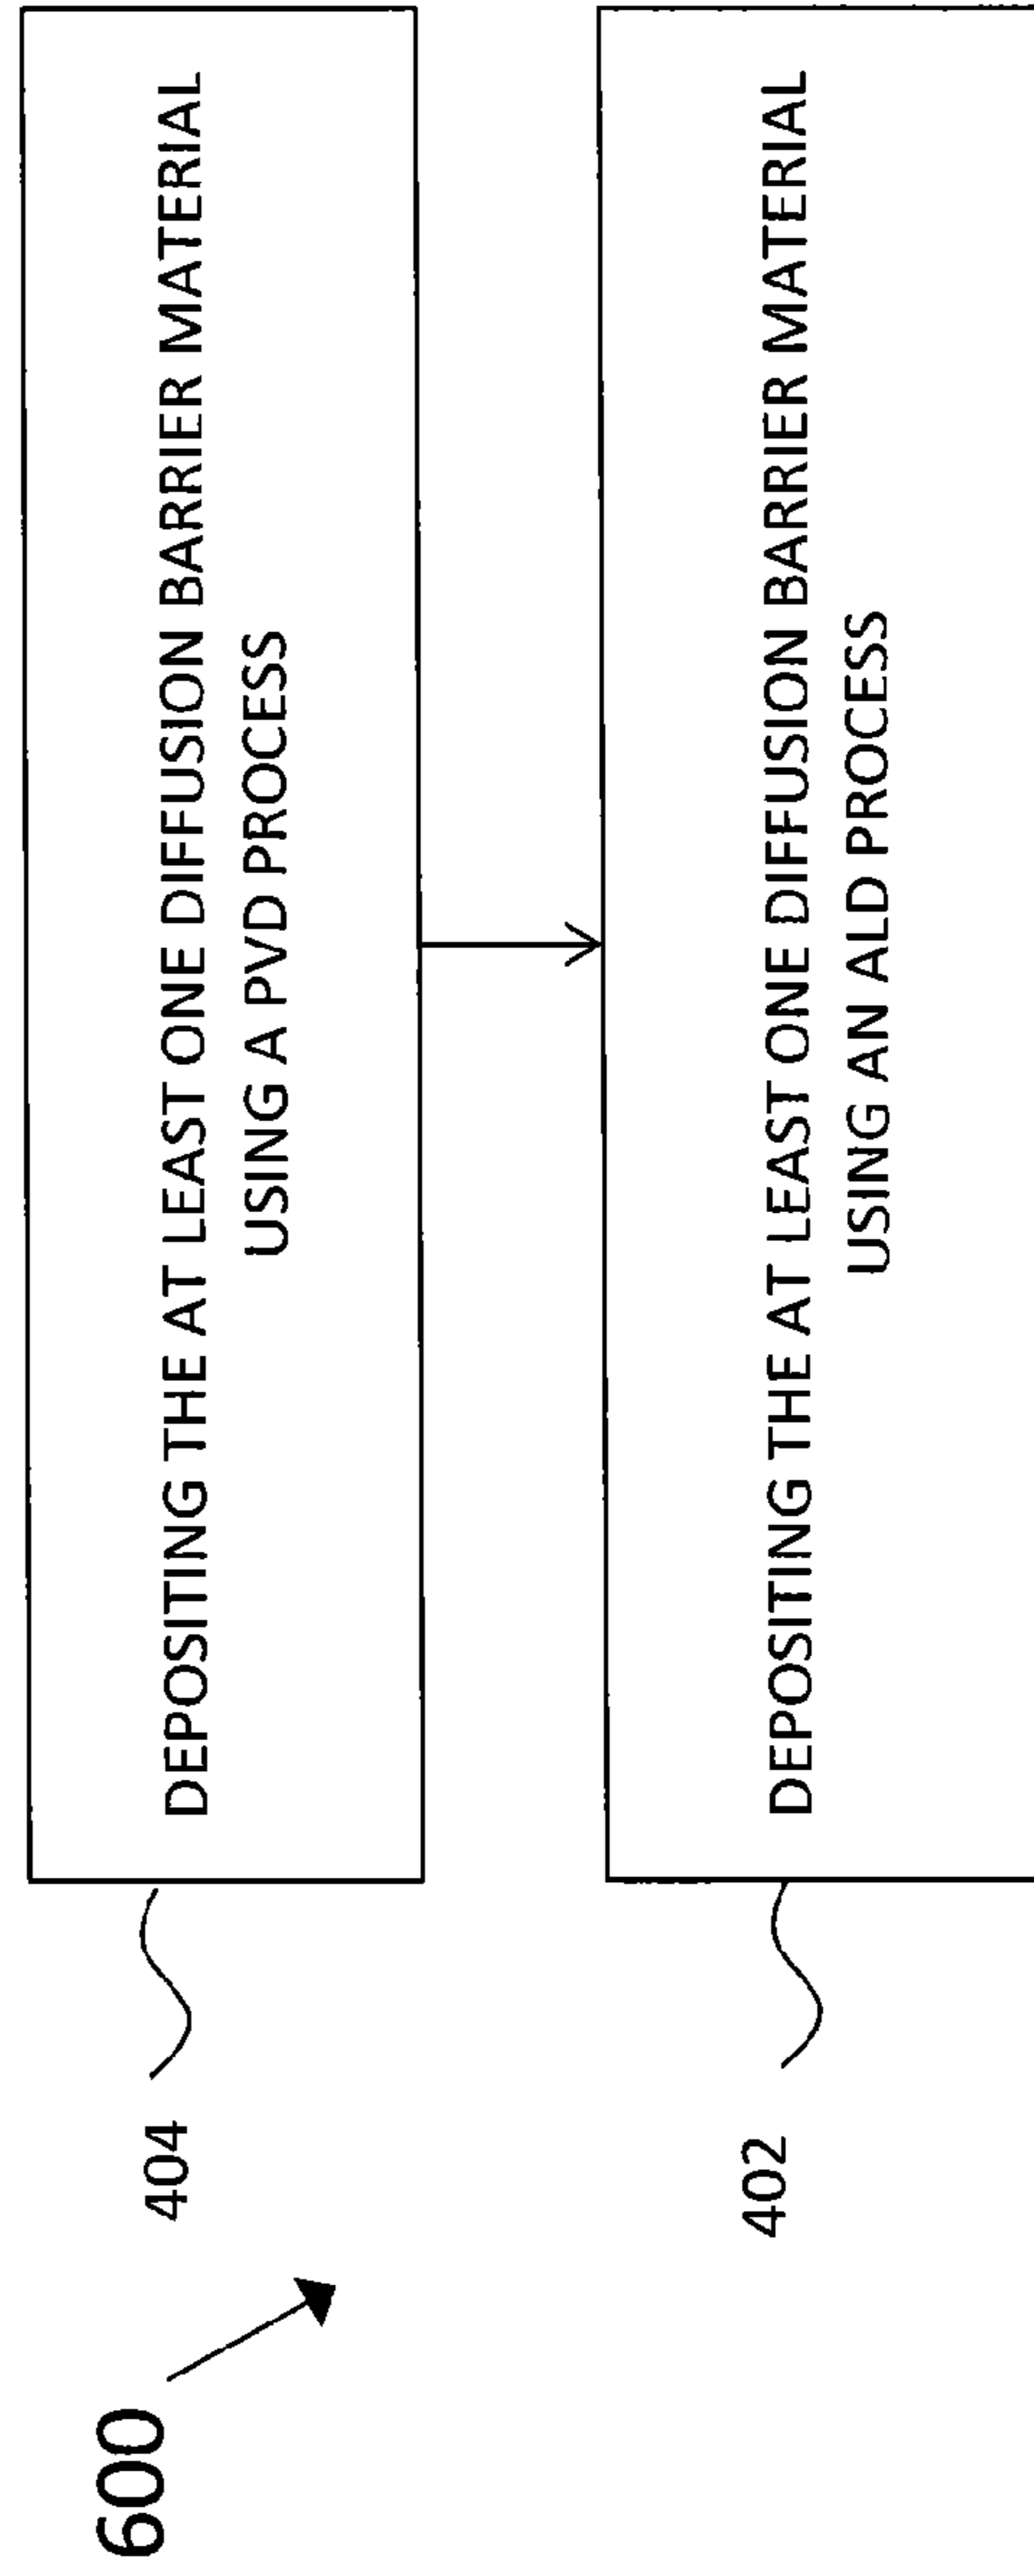 600
404
DEPOSITING THE AT LEAST ONE DIFFUSION BARRIER MATERIAL
USING A PVD PROCESS
402
DEPOSITING THE AT LEAST ONE DIFFUSION BARRIER MATERIAL
USING AN ALD PROCESS